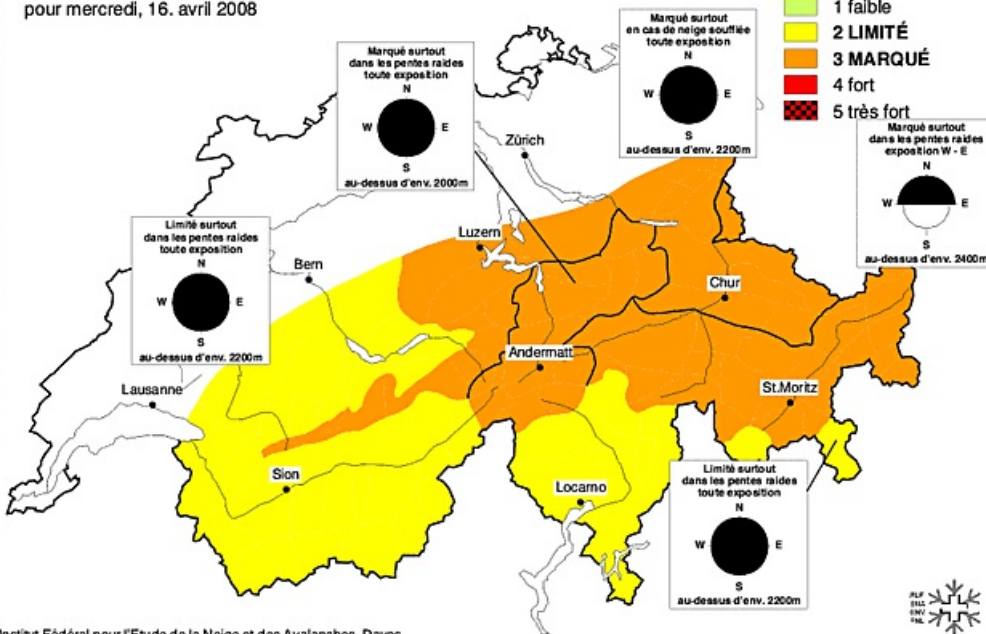 pour mercredi, 16. avril 2008
1 faible
2 LIMITÉ
3 MARQUÉ
4 fort
5 très fort
Marqué surtout
dans les pentes raides
toute exposition
N
W
E
S
au-dessus d'env. 2000m
Marqué surtout
en cas de neige soufflée
toute exposition
N
W
E
S
au-dessus d'env. 2200m
Marqué surtout
dans les pentes raides
exposition W - E
N
W
E
S
au-dessus d'env. 2400m
Limité surtout
dans les pentes raides
toute exposition
N
W
E
S
au-dessus d'env. 2200m
Zürich
Luzern
Bern
Chur
Andermatt
Lausanne
St.Moritz
Sion
Locarno
Limité surtout
dans les pentes raides
toute exposition
N
W
E
S
au-dessus d'env. 2200m
SLF
ENA
SNL
Institut Fédéral pour l'Etude de la Neige et des Avalanches, Davos